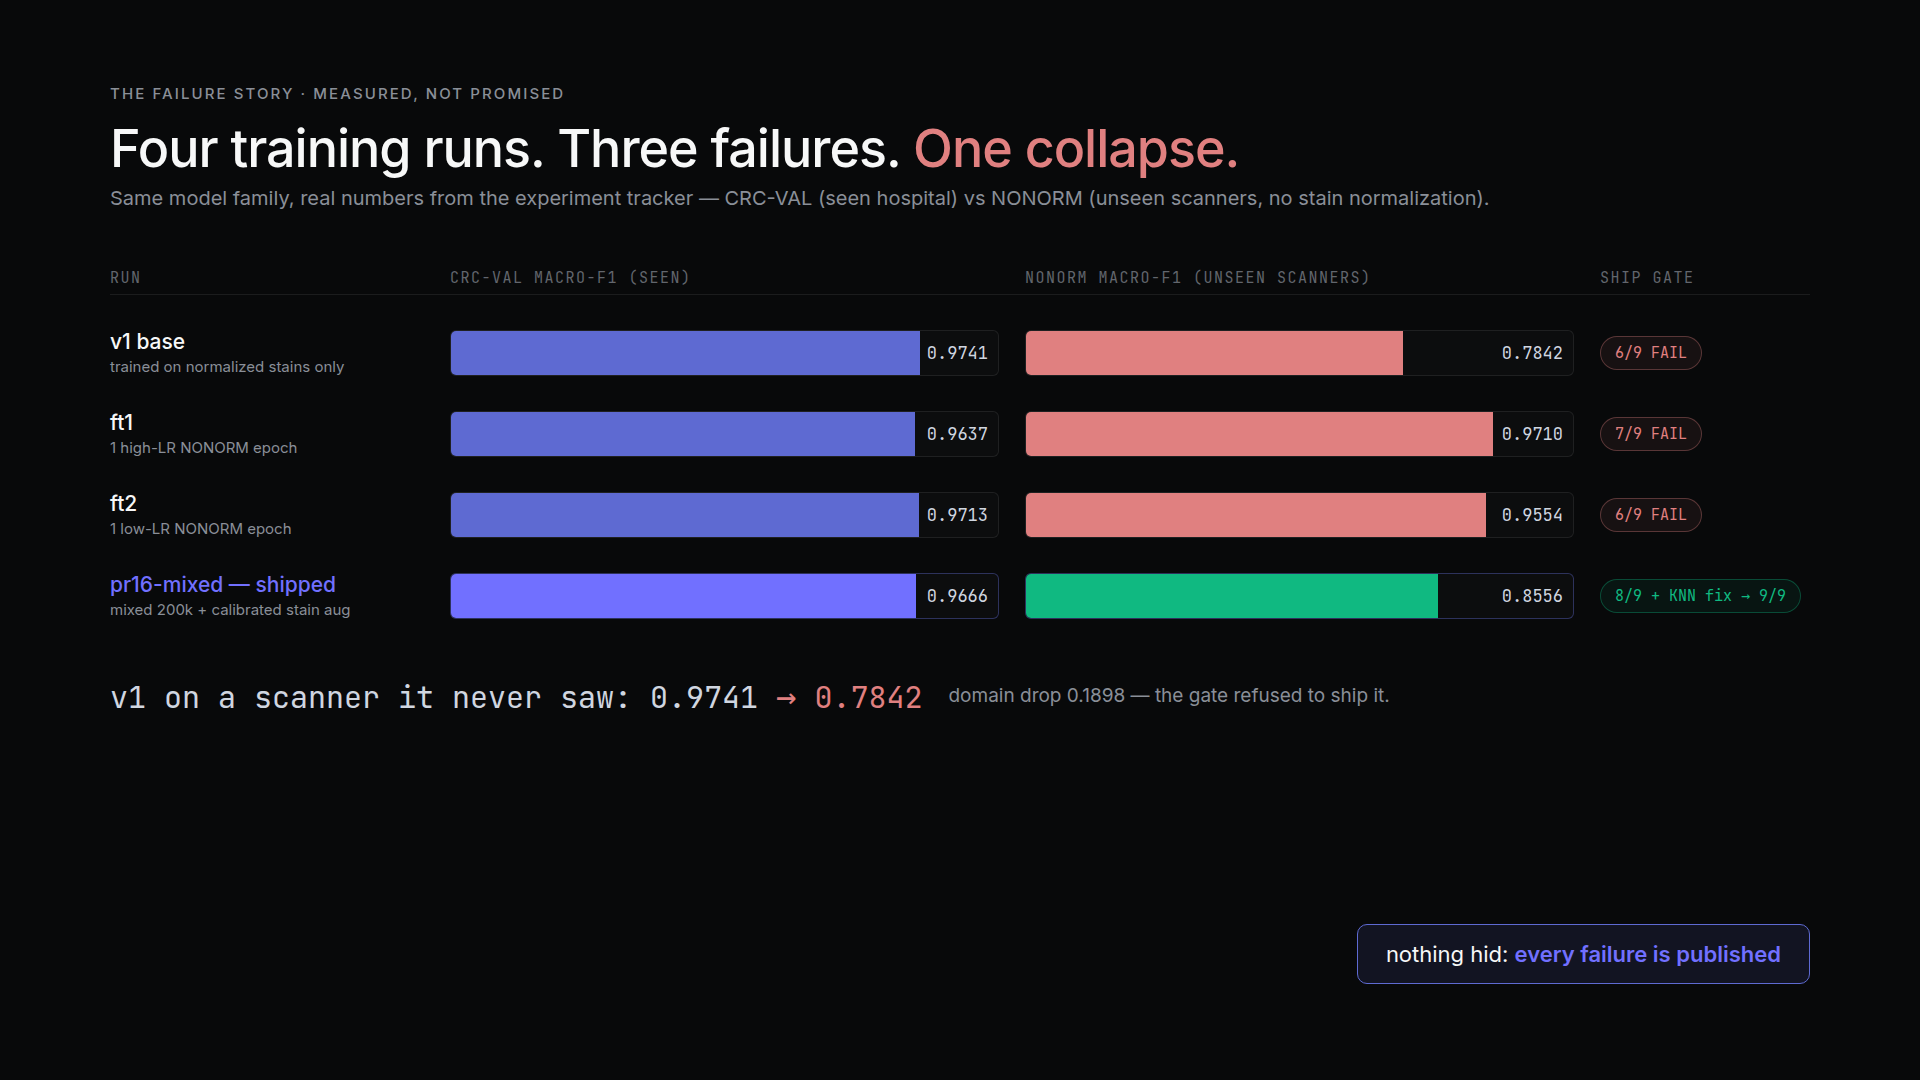 THE FAILURE STORY · MEASURED, NOT PROMISED
Four training runs. Three failures. One collapse.
Same model family, real numbers from the experiment tracker — CRC-VAL (seen hospital) vs NONORM (unseen scanners, no stain normalization).
RUN CRC-VAL MACRO-F1 (SEEN) NONORM MACRO-F1 (UNSEEN SCANNERS) SHIP GATE
v1 base
trained on normalized stains only
0.9741 0.7842 6/9 FAIL
ft1
1 high-LR NONORM epoch
0.9637 0.9710 7/9 FAIL
ft2
1 low-LR NONORM epoch
0.9713 0.9554 6/9 FAIL
pr16-mixed — shipped
mixed 200k + calibrated stain aug
0.9666 0.8556 8/9 + KNN fix → 9/9
v1 on a scanner it never saw: 0.9741 → 0.7842 domain drop 0.1898 — the gate refused to ship it.
nothing hid: every failure is published